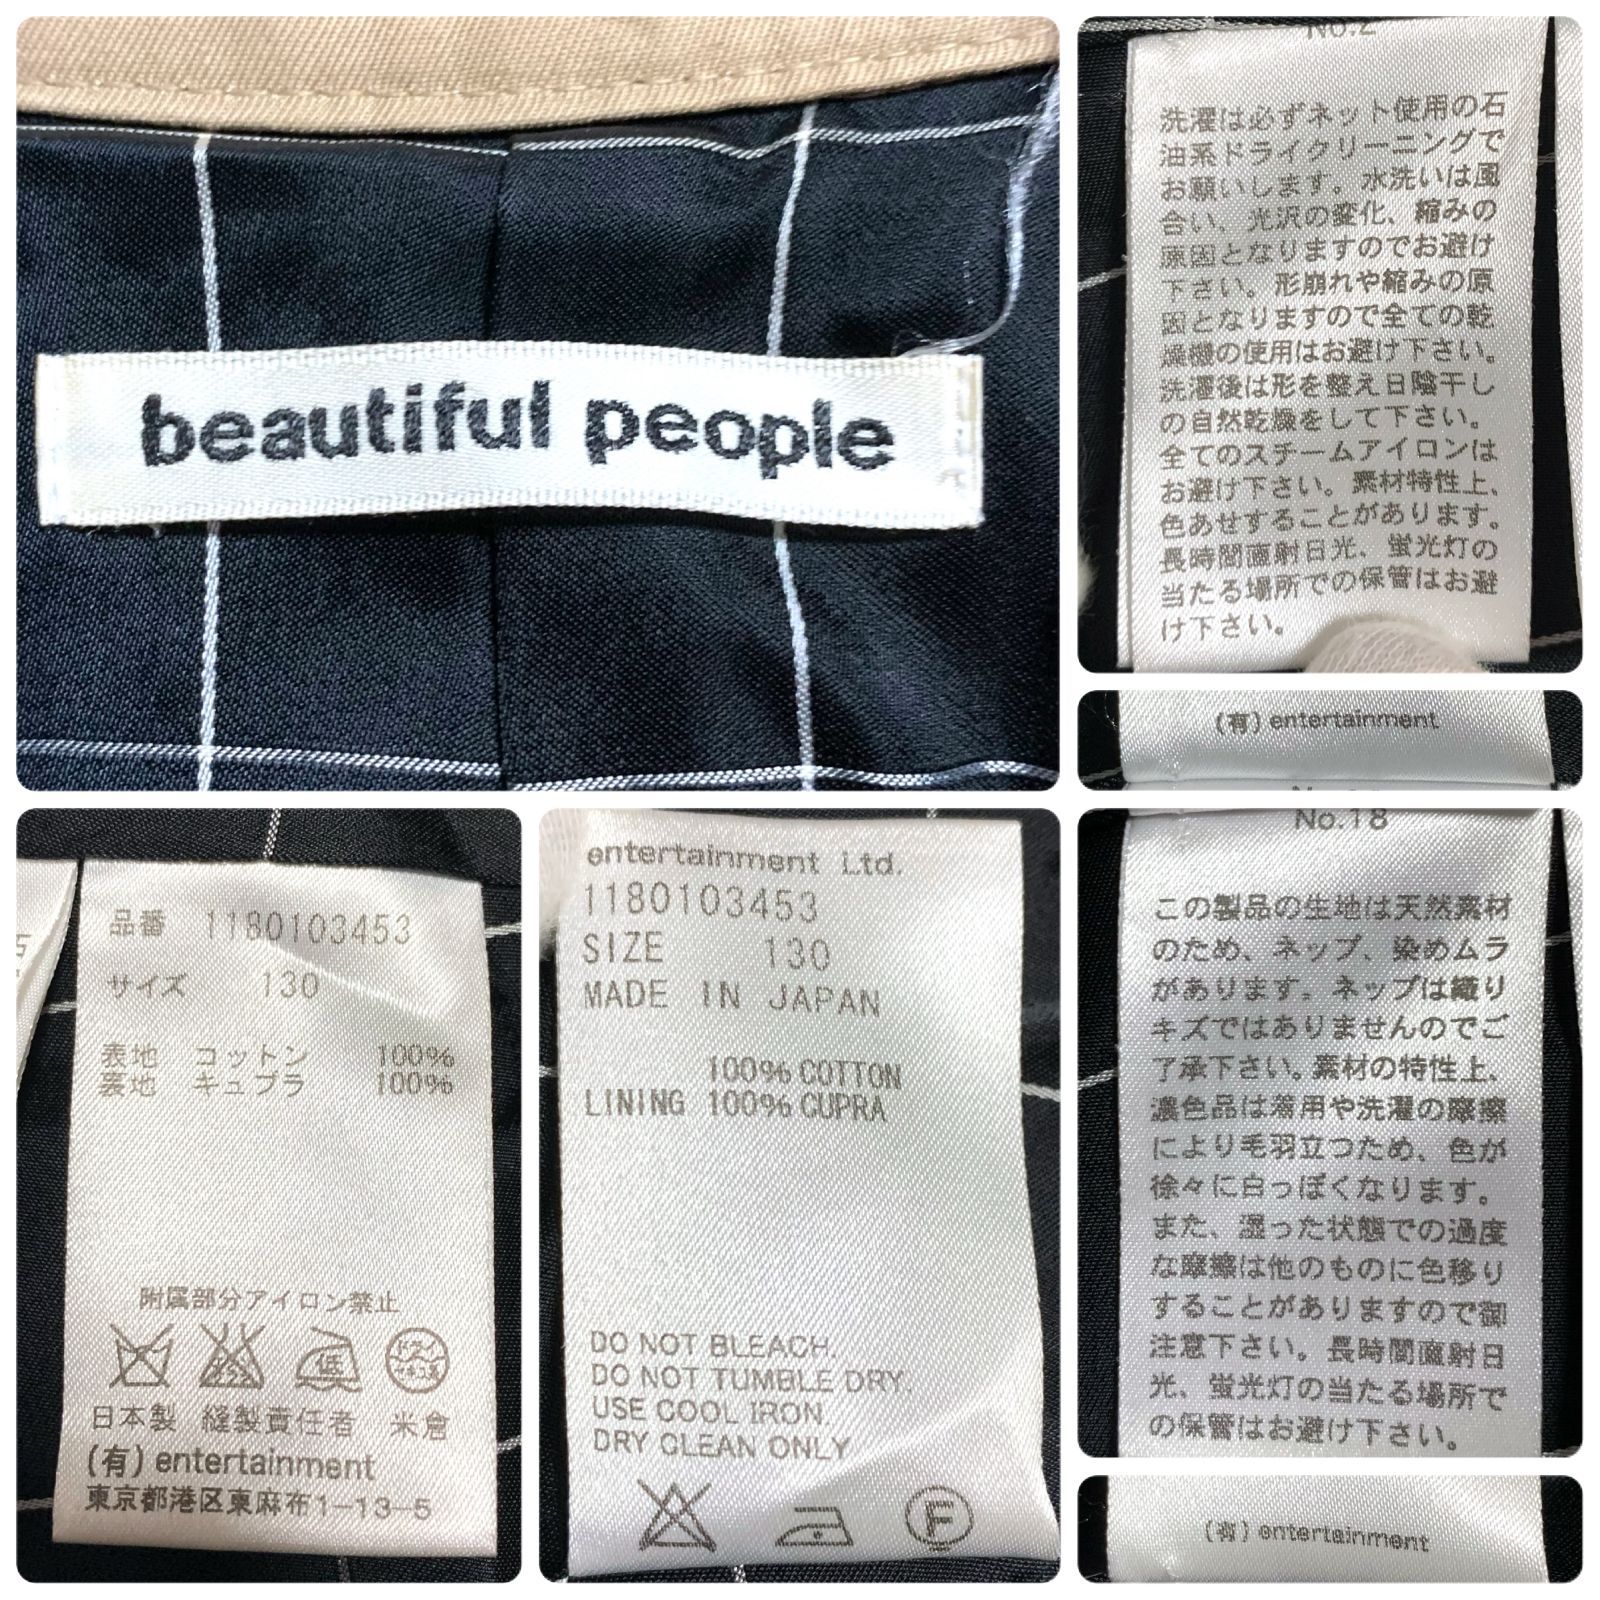 beautiful people
No.2
洗濯は必ずネット使用の石
油系ドライクリーニングで
お願いします。水洗いは風
合い、光沢の変化、縮みの
原因となりますのでお避け
下さい。形崩れや縮みの原
因となりますので全ての乾
燥機の使用はお避け下さい。
洗濯後は形を整え日陰干し
の自然乾燥をして下さい。
全てのスチームアイロンは
お避け下さい。素材特性上、
色あせすることがあります。
長時間直射日光、蛍光灯の
当たる場所での保管はお避
け下さい。
(有) entertainment
品番 1180103453
サイズ 130
表地 コットン 100%
裏地 キュプラ 100%
附属部分アイロン禁止
エンソサラシ
低
ドライ
セキユ系
日本製 縫製責任者 米倉
(有) entertainment
東京都港区東麻布1-13-5
entertainment Ltd.
1180103453
SIZE 130
MADE IN JAPAN
100% COTTON
LINING 100% CUPRA
DO NOT BLEACH.
DO NOT TUMBLE DRY.
USE COOL IRON.
DRY CLEAN ONLY
F
No.18
この製品の生地は天然素材
のため、ネップ、染めムラ
があります。ネップは織り
キズではありませんのでご
了承下さい。素材の特性上、
濃色品は着用や洗濯の摩擦
により毛羽立つため、色が
徐々に白っぽくなります。
また、湿った状態での過度
な摩擦は他のものに色移り
することがありますので御
注意下さい。長時間直射日
光、蛍光灯の当たる場所で
の保管はお避け下さい。
(有) entertainment